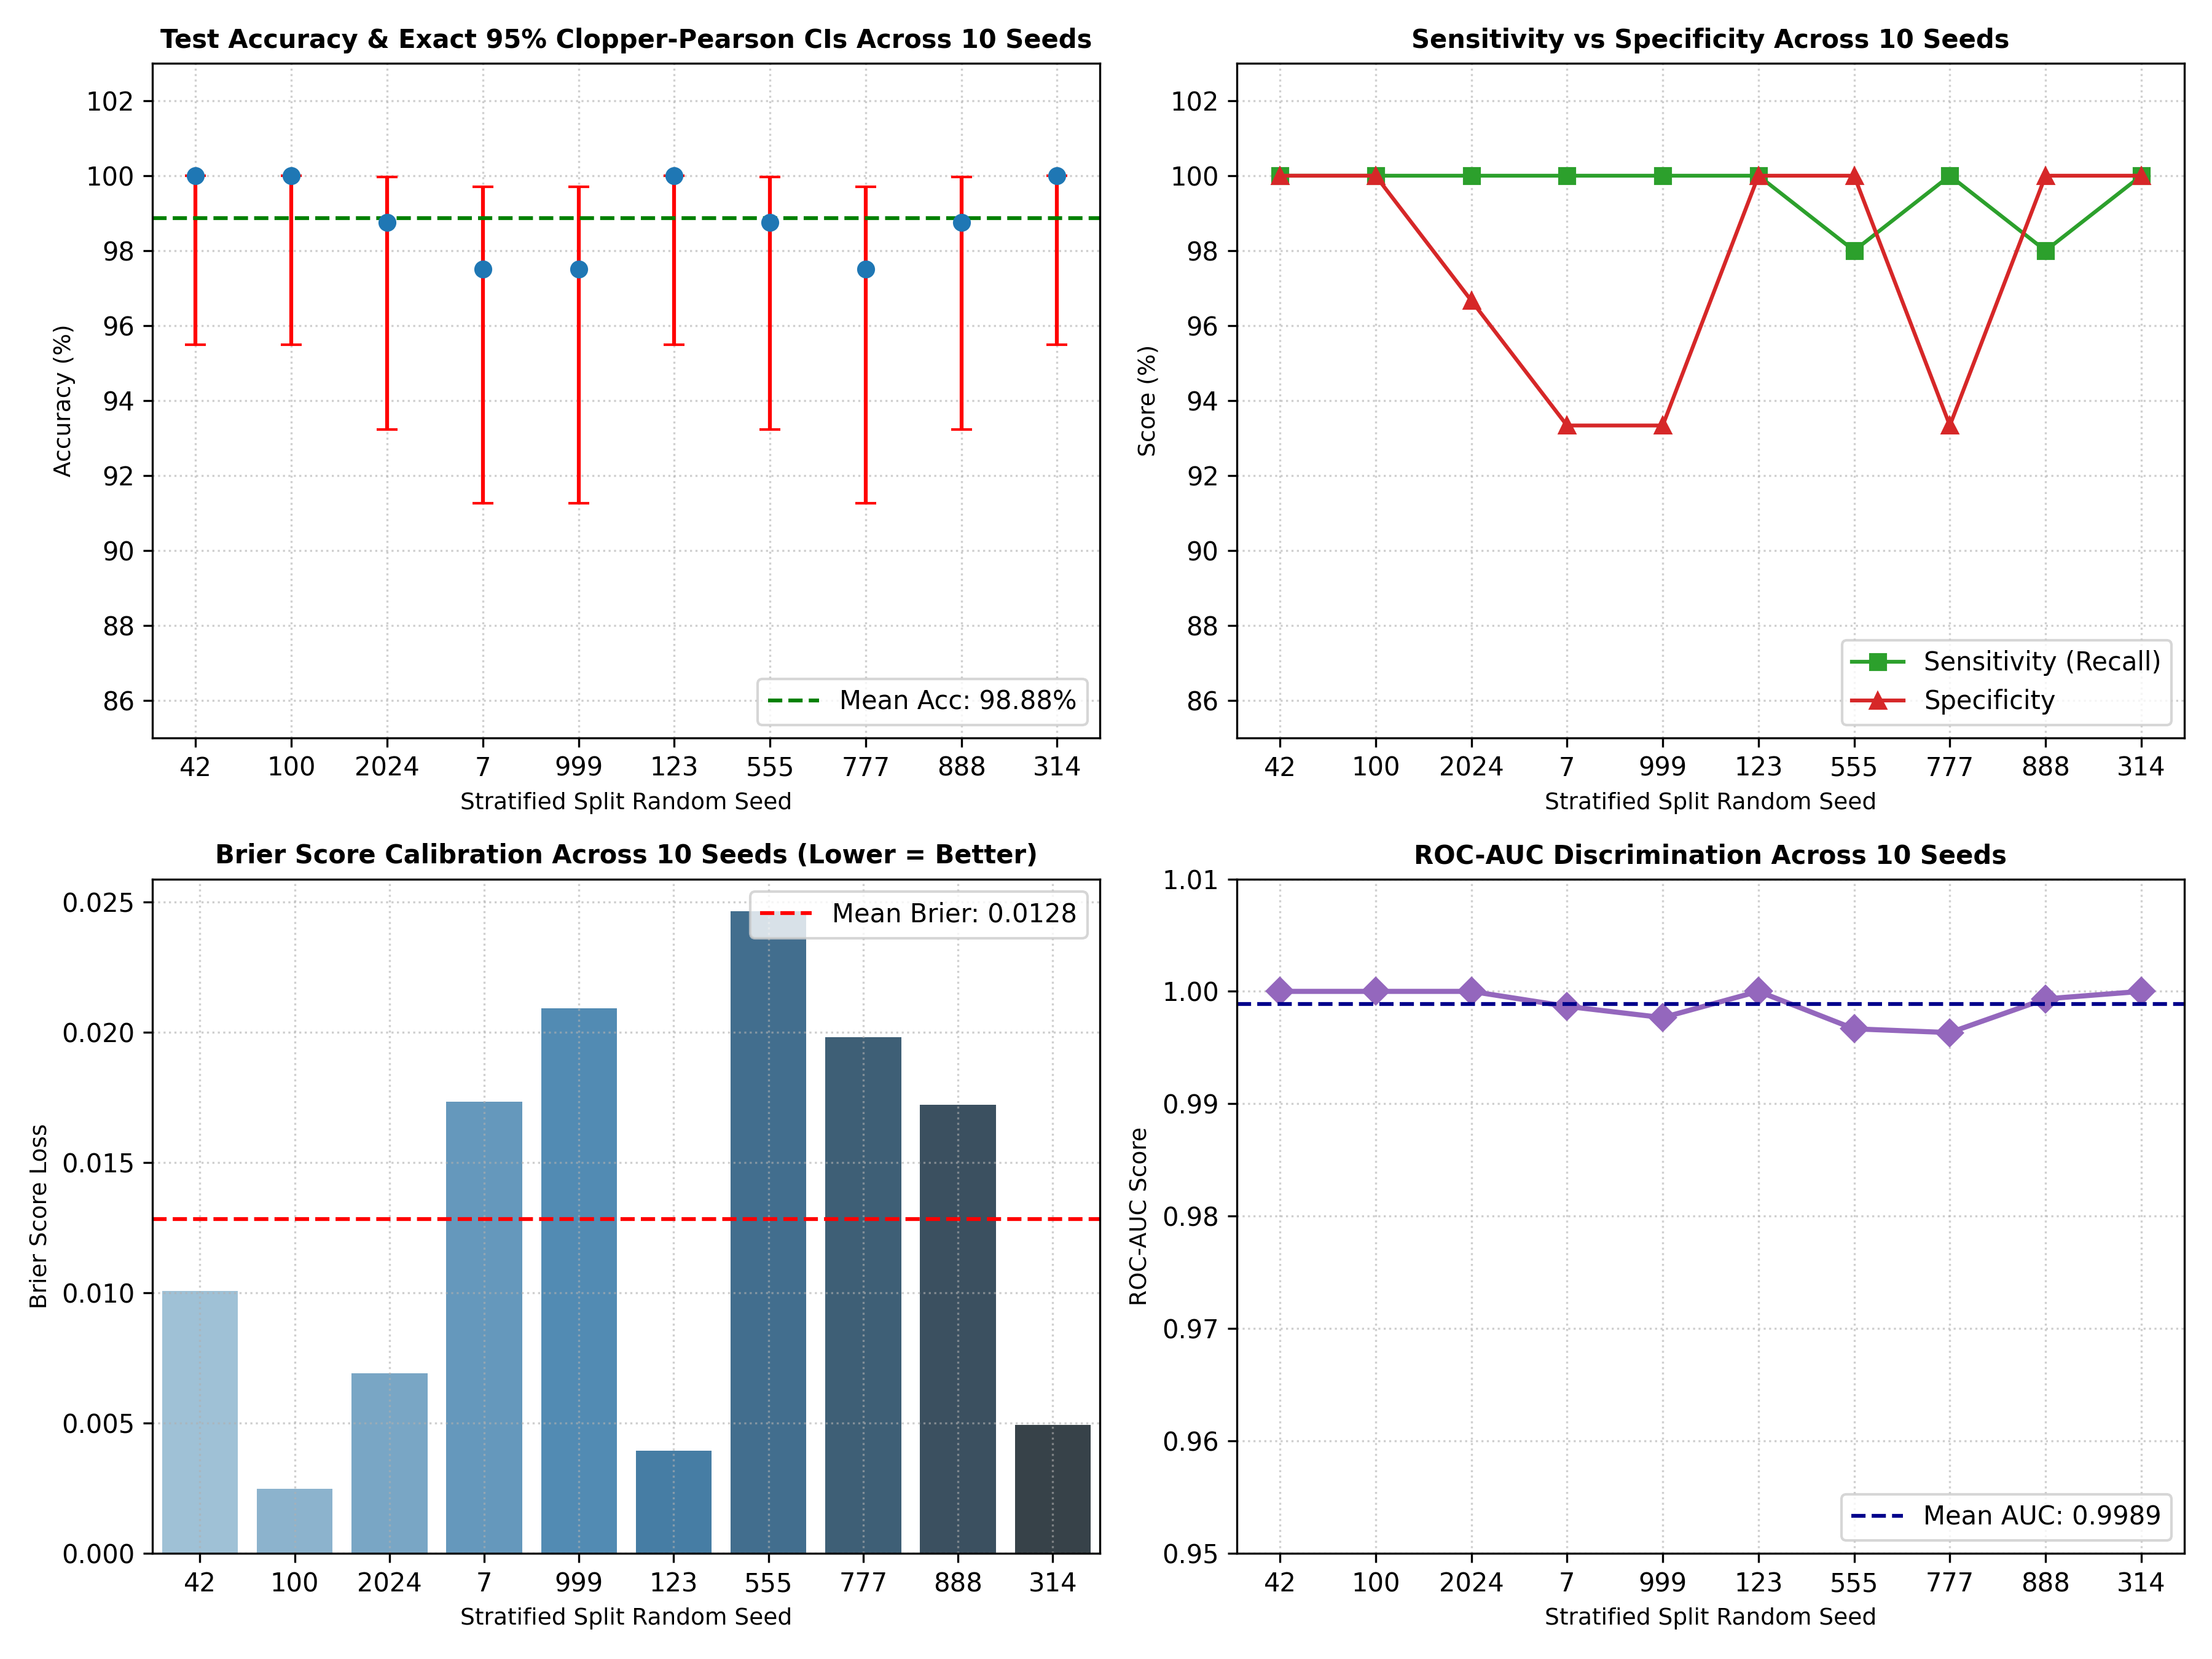 Test Accuracy & Exact 95% Clopper-Pearson CIs Across 10 Seeds
102
100
98
96
94
92
90
88
86
Accuracy (%)
Mean Acc: 98.88%
42 100 2024 7 999 123 555 777 888 314
Stratified Split Random Seed
Sensitivity vs Specificity Across 10 Seeds
102
100
98
96
94
92
90
88
86
Score (%)
Sensitivity (Recall)
Specificity
42 100 2024 7 999 123 555 777 888 314
Stratified Split Random Seed
Brier Score Calibration Across 10 Seeds (Lower = Better)
0.025
0.020
0.015
0.010
0.005
0.000
Brier Score Loss
Mean Brier: 0.0128
42 100 2024 7 999 123 555 777 888 314
Stratified Split Random Seed
ROC-AUC Discrimination Across 10 Seeds
1.01
1.00
0.99
0.98
0.97
0.96
0.95
ROC-AUC Score
Mean AUC: 0.9989
42 100 2024 7 999 123 555 777 888 314
Stratified Split Random Seed